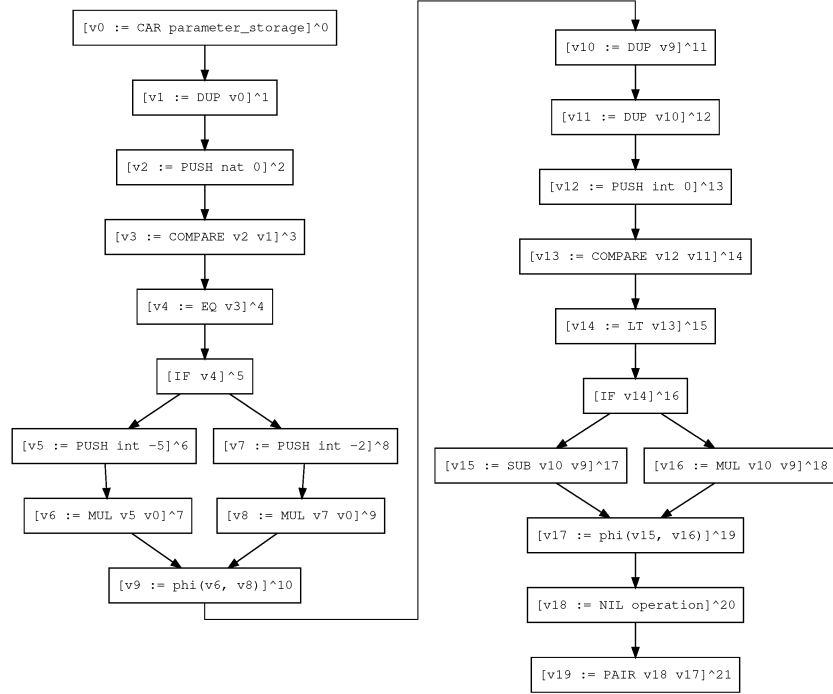 [v0 := CAR parameter_storage]^0
[v1 := DUP v0]^1
[v2 := PUSH nat 0]^2
[v3 := COMPARE v2 v1]^3
[v4 := EQ v3]^4
[IF v4]^5
[v5 := PUSH int -5]^6
[v7 := PUSH int -2]^8
[v6 := MUL v5 v0]^7
[v8 := MUL v7 v0]^9
[v9 := phi(v6, v8)]^10
[v10 := DUP v9]^11
[v11 := DUP v10]^12
[v12 := PUSH int 0]^13
[v13 := COMPARE v12 v11]^14
[v14 := LT v13]^15
[IF v14]^16
[v15 := SUB v10 v9]^17
[v16 := MUL v10 v9]^18
[v17 := phi(v15, v16)]^19
[v18 := NIL operation]^20
[v19 := PAIR v18 v17]^21